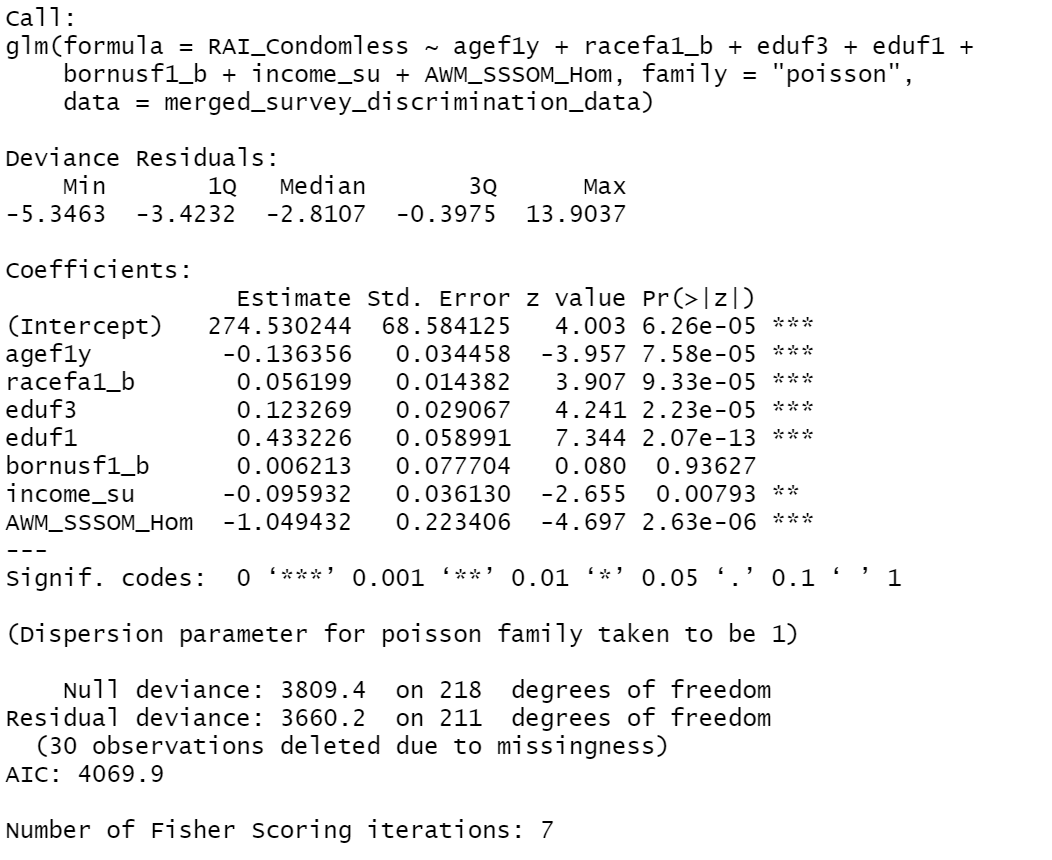 Call:
glm(formula = RAI_Condomless ~ agef1y + racefa1_b + eduf3 + eduf1 +
    bornusf1_b + income_su + AWM_SSSOM_Hom, family = "poisson",
    data = merged_survey_discrimination_data)

Deviance Residuals:
    Min       1Q   Median       3Q      Max
-5.3463  -3.4232  -2.8107  -0.3975  13.9037

Coefficients:
                Estimate Std. Error z value Pr(>|z|)
(Intercept)   274.530244  68.584125   4.003 6.26e-05 ***
agef1y         -0.136356   0.034458  -3.957 7.58e-05 ***
racefa1_b       0.056199   0.014382   3.907 9.33e-05 ***
eduf3           0.123269   0.029067   4.241 2.23e-05 ***
eduf1           0.433226   0.058991   7.344 2.07e-13 ***
bornusf1_b      0.006213   0.077704   0.080  0.93627
income_su      -0.095932   0.036130  -2.655  0.00793 **
AWM_SSSOM_Hom  -1.049432   0.223406  -4.697 2.63e-06 ***
---
Signif. codes:  0 ‘***’ 0.001 ‘**’ 0.01 ‘*’ 0.05 ‘.’ 0.1 ‘ ’ 1

(Dispersion parameter for poisson family taken to be 1)

    Null deviance: 3809.4  on 218  degrees of freedom
Residual deviance: 3660.2  on 211  degrees of freedom
  (30 observations deleted due to missingness)
AIC: 4069.9

Number of Fisher Scoring iterations: 7